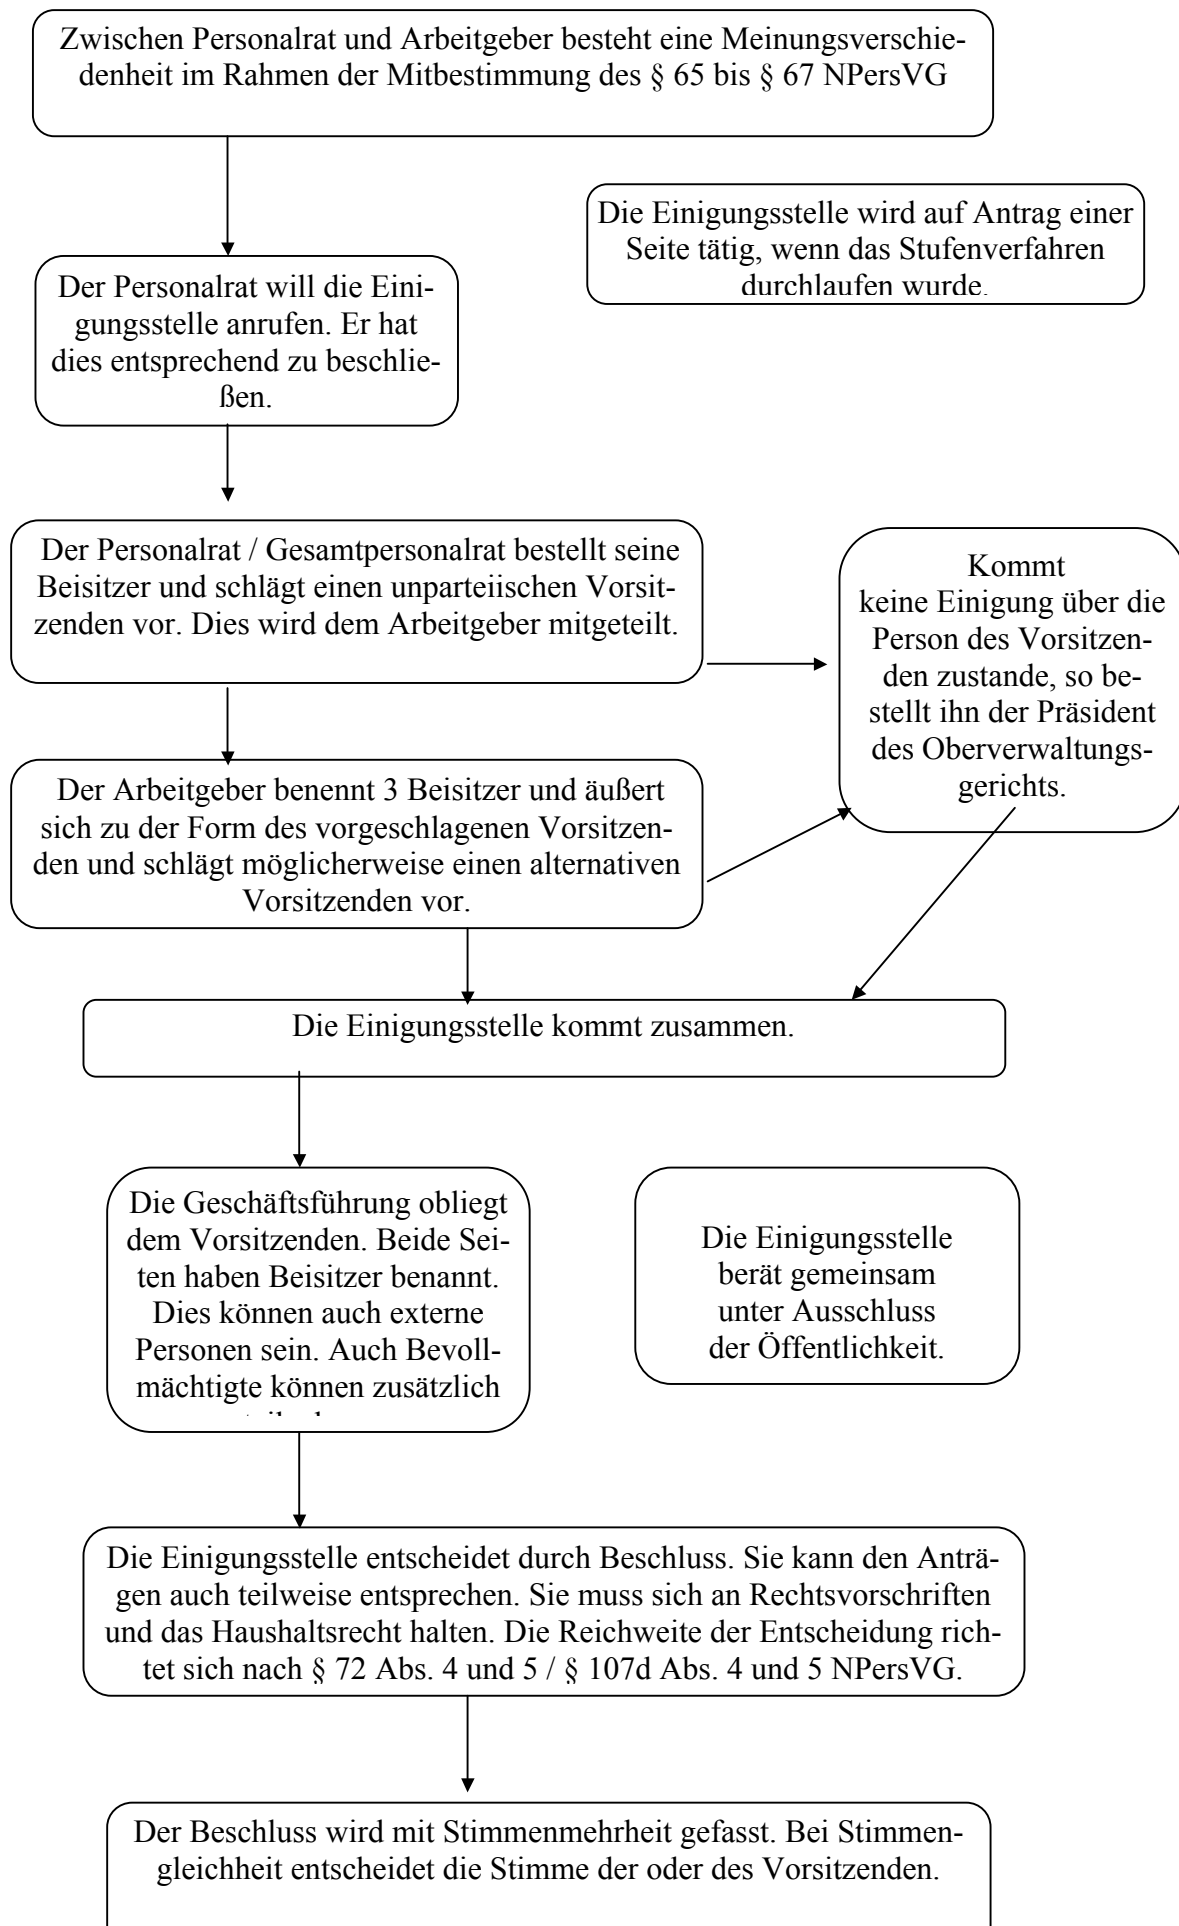 Zwischen Personalrat und Arbeitgeber besteht eine Meinungsverschie-
denheit im Rahmen der Mitbestimmung des § 65 bis § 67 NPersVG
Die Einigungsstelle wird auf Antrag einer
Seite tätig, wenn das Stufenverfahren
durchlaufen wurde.
Der Personalrat will die Eini-
gungsstelle anrufen. Er hat
dies entsprechend zu beschlie-
ßen.
Der Personalrat / Gesamtpersonalrat bestellt seine
Beisitzer und schlägt einen unparteiischen Vorsit-
zenden vor. Dies wird dem Arbeitgeber mitgeteilt.
Kommt
keine Einigung über die
Person des Vorsitzen-
den zustande, so be-
stellt ihn der Präsident
des Oberverwaltungs-
gerichts.
Der Arbeitgeber benennt 3 Beisitzer und äußert
sich zu der Form des vorgeschlagenen Vorsitzen-
den und schlägt möglicherweise einen alternativen
Vorsitzenden vor.
Die Einigungsstelle kommt zusammen.
Die Geschäftsführung obliegt
dem Vorsitzenden. Beide Sei-
ten haben Beisitzer benannt.
Dies können auch externe
Personen sein. Auch Bevoll-
mächtigte können zusätzlich
Die Einigungsstelle
berät gemeinsam
unter Ausschluss
der Öffentlichkeit.
Die Einigungsstelle entscheidet durch Beschluss. Sie kann den Anträ-
gen auch teilweise entsprechen. Sie muss sich an Rechtsvorschriften
und das Haushaltsrecht halten. Die Reichweite der Entscheidung rich-
tet sich nach § 72 Abs. 4 und 5 / § 107d Abs. 4 und 5 NPersVG.
Der Beschluss wird mit Stimmenmehrheit gefasst. Bei Stimmen-
gleichheit entscheidet die Stimme der oder des Vorsitzenden.